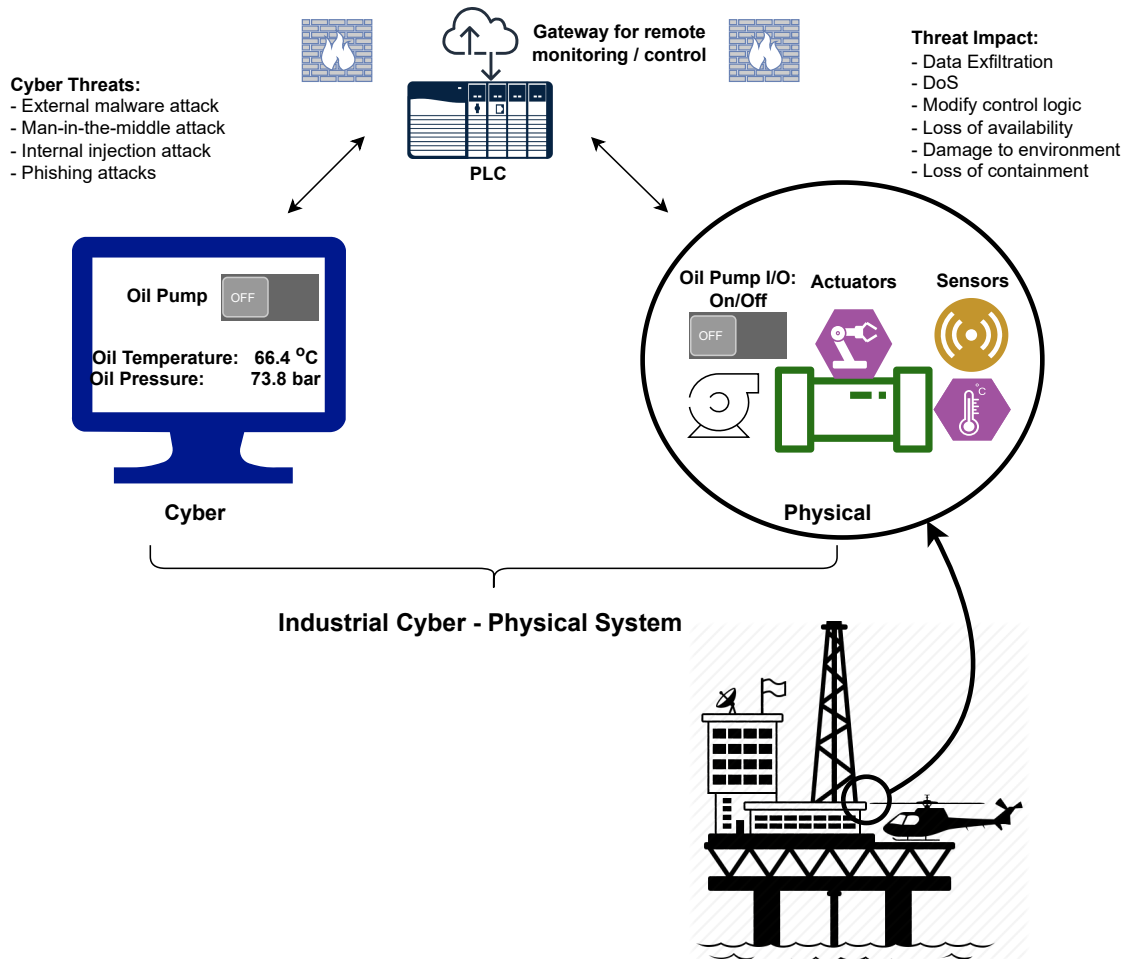 Gateway for remote
monitoring / control
Threat Impact:
- Data Exfiltration
- DoS
- Modify control logic
- Loss of availability
- Damage to environment
- Loss of containment
Cyber Threats:
- External malware attack
- Man-in-the-middle attack
- Internal injection attack
- Phishing attacks
PLC
Oil Pump OFF
Oil Temperature: 66.4 °C
Oil Pressure: 73.8 bar
Cyber
Oil Pump I/O:
On/Off
OFF
Actuators
Sensors
°C
Physical
Industrial Cyber - Physical System